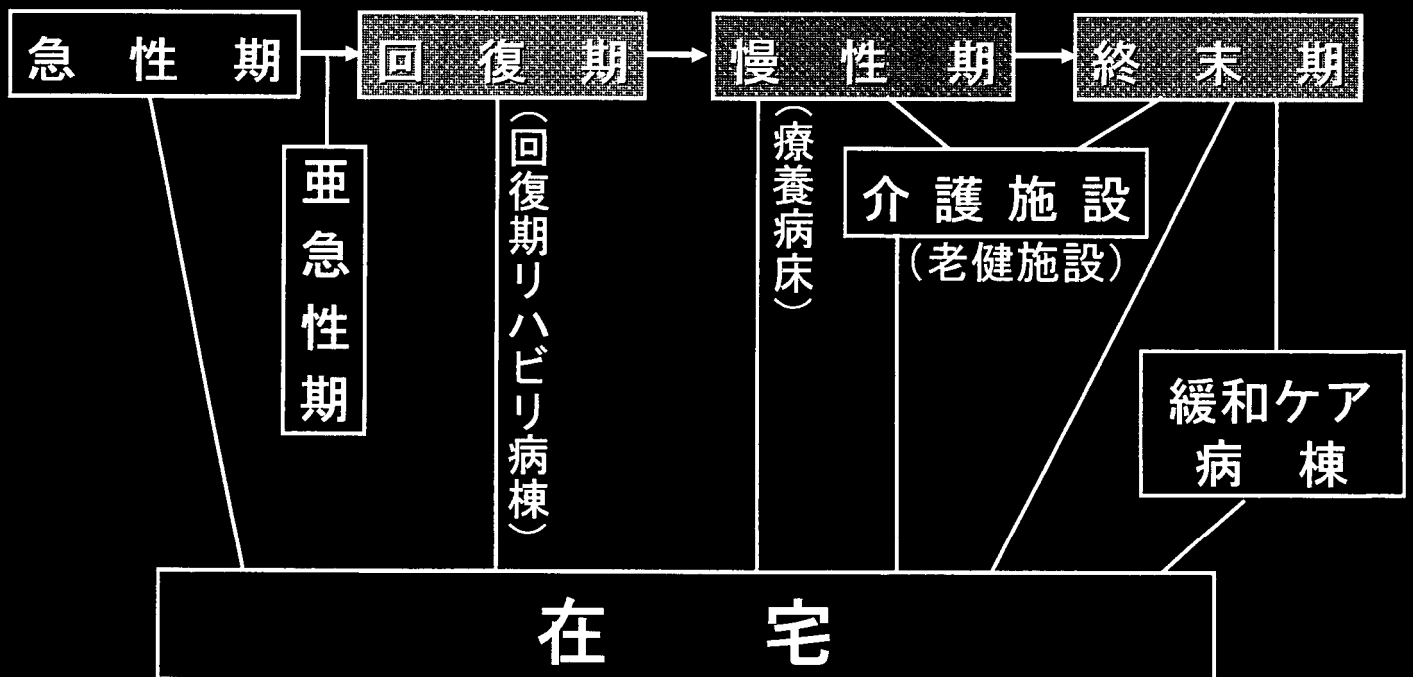 急性期
回復期
慢性期
終末期
亜急性期
（回復期リハビリ病棟）
（療養病床）
介護施設
（老健施設）
緩和ケア
病棟
在宅